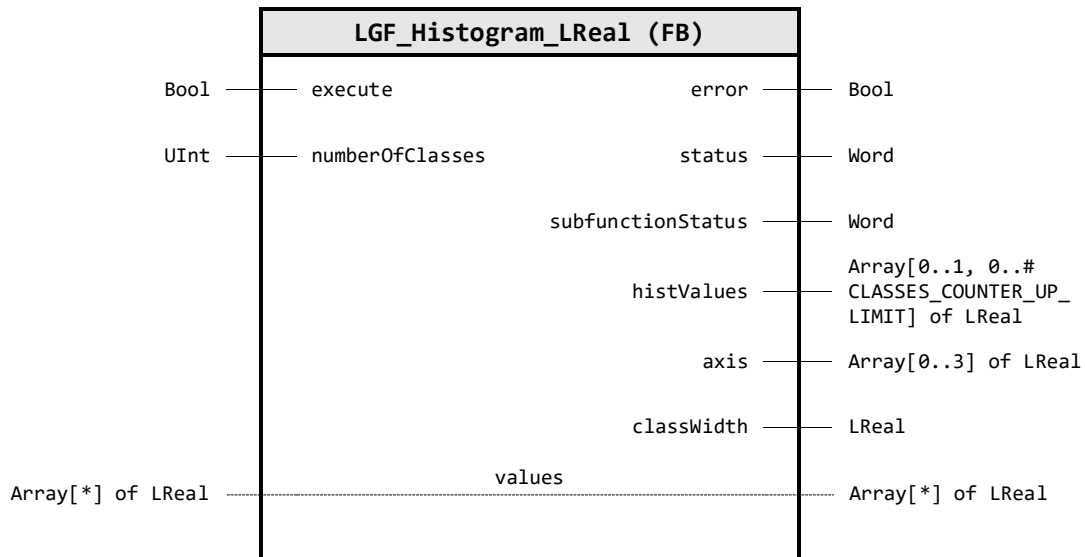 LGF_Histogram_LReal (FB)
Bool execute error Bool
UInt numberOfClasses status Word
subfunctionStatus Word
histValues Array[0..1, 0..#
CLASSES_COUNTER_UP_
LIMIT] of LReal
axis Array[0..3] of LReal
classWidth LReal
values
Array[*] of LReal Array[*] of LReal